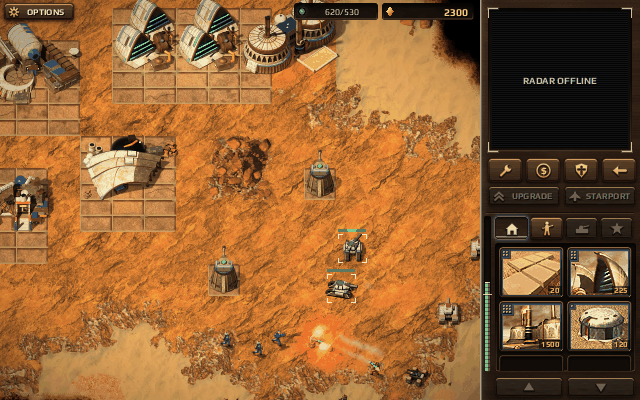 OPTIONS
620/530
2300
RADAR OFFLINE
UPGRADE
STARPORT
20
225
1500
120